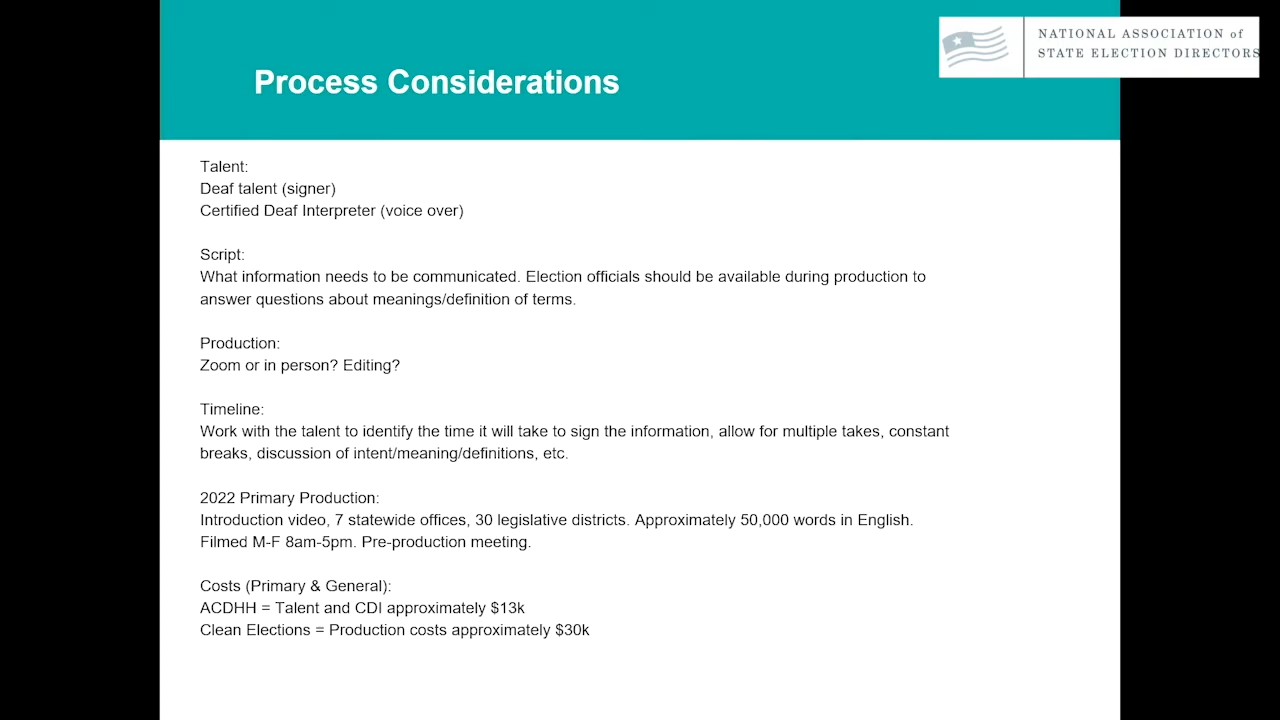 NATIONAL ASSOCIATION of
STATE ELECTION DIRECTORS
Process Considerations
Talent:
Deaf talent (signer)
Certified Deaf Interpreter (voice over)
Script:
What information needs to be communicated. Election officials should be available during production to
answer questions about meanings/definition of terms.
Production:
Zoom or in person? Editing?
Timeline:
Work with the talent to identify the time it will take to sign the information, allow for multiple takes, constant
breaks, discussion of intent/meaning/definitions, etc.
2022 Primary Production:
Introduction video, 7 statewide offices, 30 legislative districts. Approximately 50,000 words in English.
Filmed M-F 8am-5pm. Pre-production meeting.
Costs (Primary & General):
ACDHH = Talent and CDI approximately $13k
Clean Elections = Production costs approximately $30k